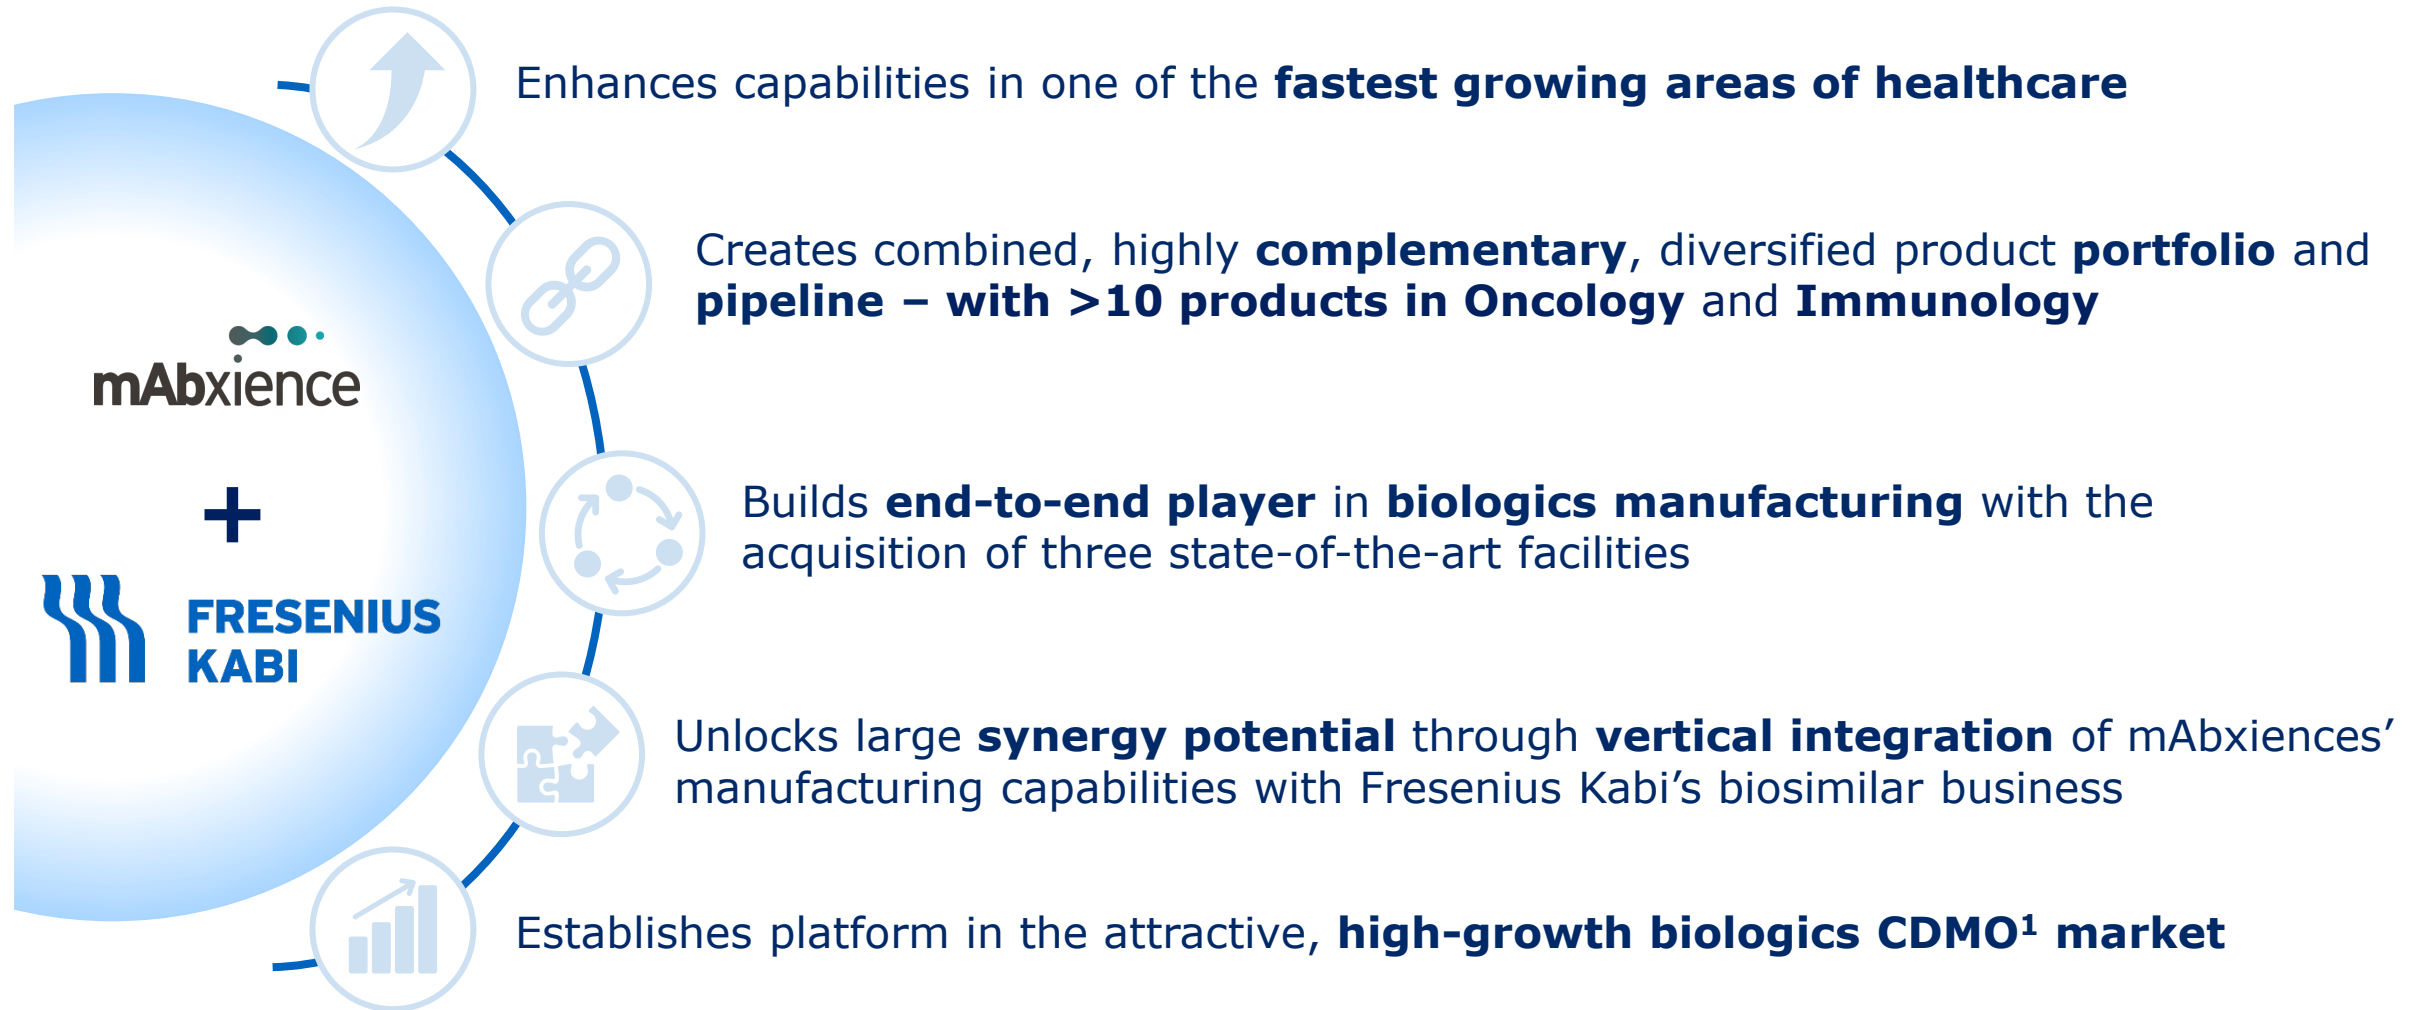 Enhances capabilities in one of the fastest growing areas of healthcare
Creates combined, highly complementary, diversified product portfolio and
pipeline – with >10 products in Oncology and Immunology
mAbxience
+
Builds end-to-end player in biologics manufacturing with the
acquisition of three state-of-the-art facilities
FRESENIUS
KABI
Unlocks large synergy potential through vertical integration of mAbxiences’
manufacturing capabilities with Fresenius Kabi’s biosimilar business
Establishes platform in the attractive, high-growth biologics CDMO¹ market